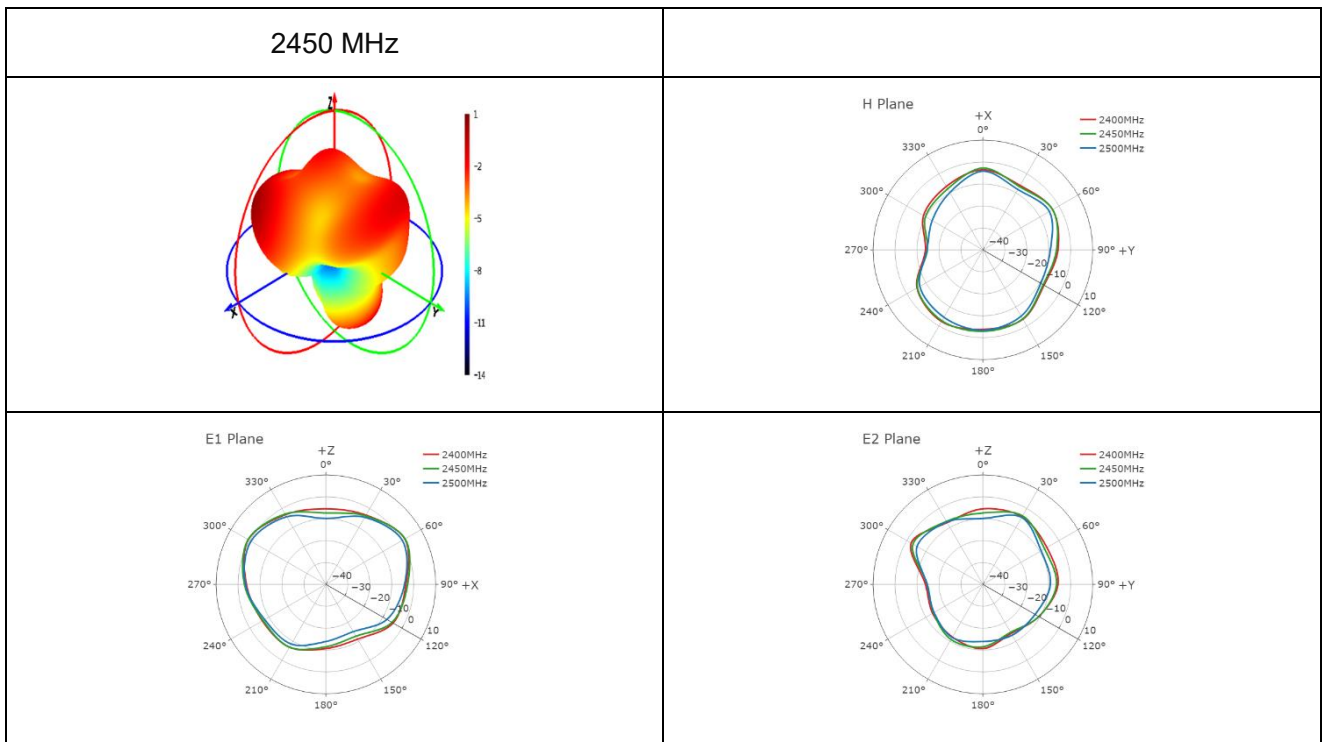 2450 MHz
Z
X
Y
1
-2
-5
-8
-11
-14
H Plane
+X
0°
30°
60°
90° +Y
120°
150°
180°
210°
240°
270°
300°
330°
−40
−30
−20
−10
0
10
2400MHz
2450MHz
2500MHz
E1 Plane
+Z
0°
30°
60°
90° +X
120°
150°
180°
210°
240°
270°
300°
330°
−40
−30
−20
−10
0
10
2400MHz
2450MHz
2500MHz
E2 Plane
+Z
0°
30°
60°
90° +Y
120°
150°
180°
210°
240°
270°
300°
330°
−40
−30
−20
−10
0
10
2400MHz
2450MHz
2500MHz